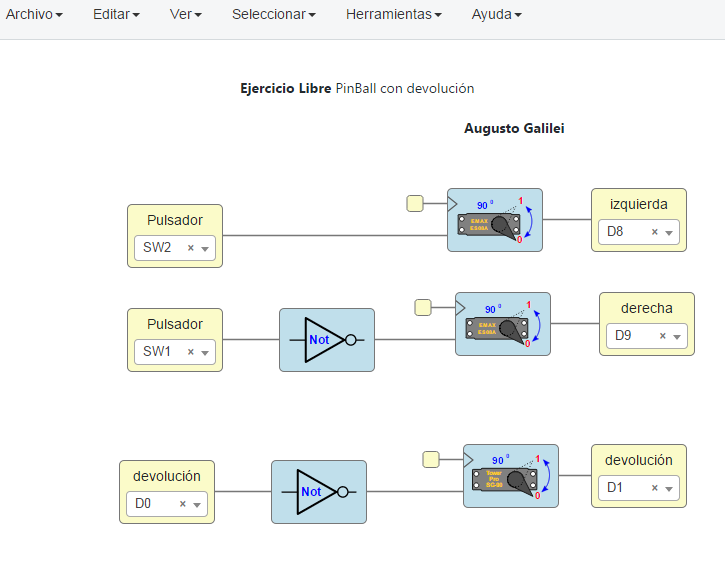 Archivo Editar Ver Seleccionar Herramientas Ayuda
Ejercicio Libre PinBall con devolución
Augusto Galilei
Pulsador
SW2 ×
90 º
1
EMAX
ES08A
0
izquierda
D8 ×
Pulsador
SW1 ×
Not
90 º
1
EMAX
ES08A
0
derecha
D9 ×
devolución
D0 ×
Not
90 º
1
Tower
Pro
SG-90
0
devolución
D1 ×